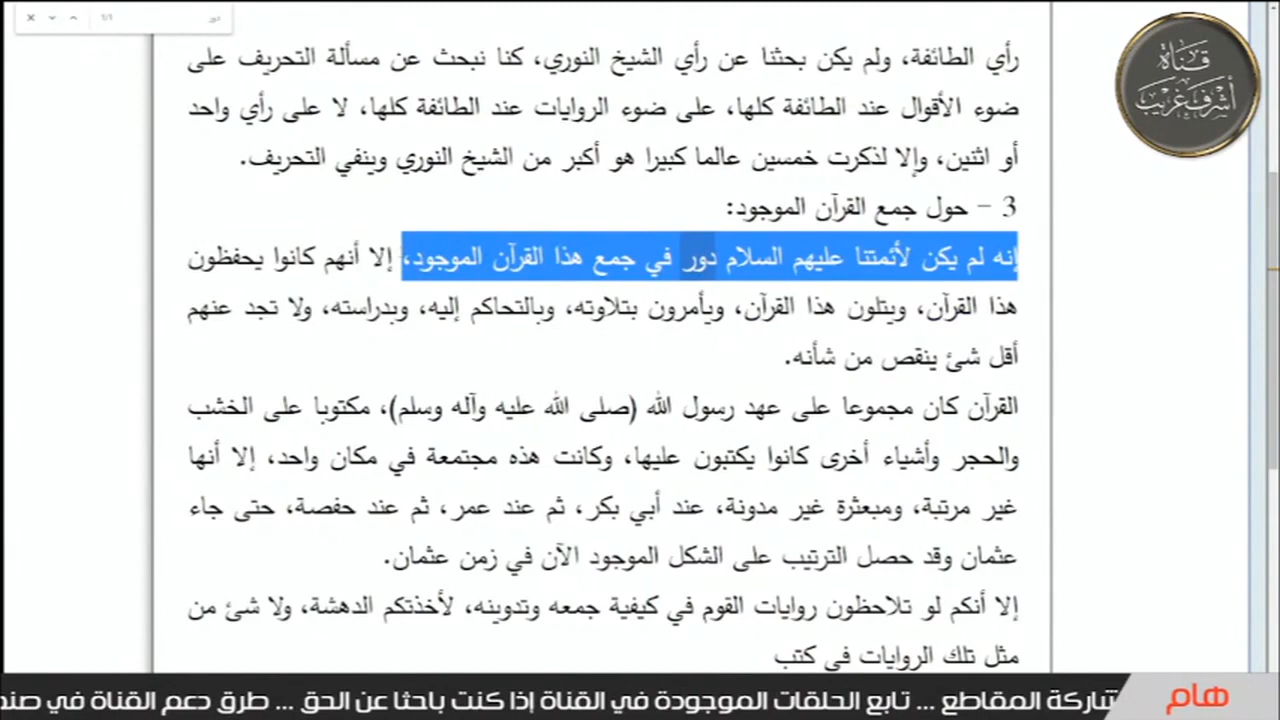 دور
1/1
قناة
أشرف غريب
رأي الطائفة، ولم يكن بحثنا عن رأي الشيخ النوري، كنا نبحث عن مسألة التحريف على
ضوء الأقوال عند الطائفة كلها، على ضوء الروايات عند الطائفة كلها، لا على رأي واحد
أو اثنين، وإلا لذكرت خمسين عالما كبيرا هو أكبر من الشيخ النوري وينفي التحريف.
3 - حول جمع القرآن الموجود:
إنه لم يكن لأئمتنا عليهم السلام دور في جمع هذا القرآن الموجود، إلا أنهم كانوا يحفظون
هذا القرآن، ويتلون هذا القرآن، ويأمرون بتلاوته، وبالتحاكم إليه، وبدراسته، ولا تجد عنهم
أقل شئ ينقص من شأنه.
القرآن كان مجموعا على عهد رسول الله (صلى الله عليه وآله وسلم)، مكتوبا على الخشب
والحجر وأشياء أخرى كانوا يكتبون عليها، وكانت هذه مجتمعة في مكان واحد، إلا أنها
غير مرتبة، ومبعثرة غير مدونة، عند أبي بكر، ثم عند عمر، ثم عند حفصة، حتى جاء
عثمان وقد حصل الترتيب على الشكل الموجود الآن في زمن عثمان.
إلا أنكم لو تلاحظون روايات القوم في كيفية جمعه وتدوينه، لأخذتكم الدهشة، ولا شئ من
مثل تلك الروايات في كتب
هام
شاركة المقاطع ... تابع الحلقات الموجودة في القناة إذا كنت باحثا عن الحق ... طرق دعم القناة في صند